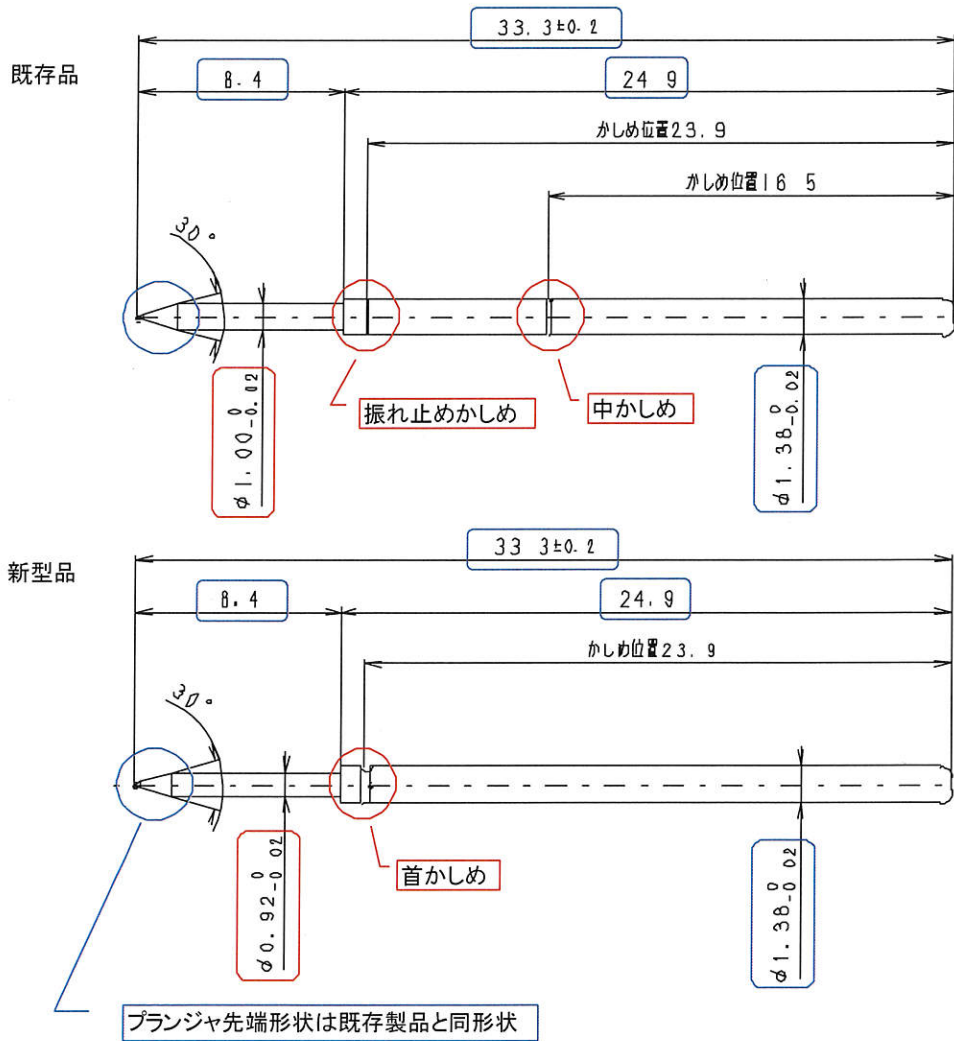 33.3±0.2
既存品
8.4
24 9
かしめ位置23.9
かしめ位置16 5
30°
振れ止めかしめ
中かしめ
φ1.00 0 -0.02
φ1.38 0 -0.02
33 3±0.2
新型品
8.4
24.9
かしめ位置23.9
30°
首かしめ
φ0.92 0 -0 02
φ1.38 0 -0 02
プランジャ先端形状は既存製品と同形状